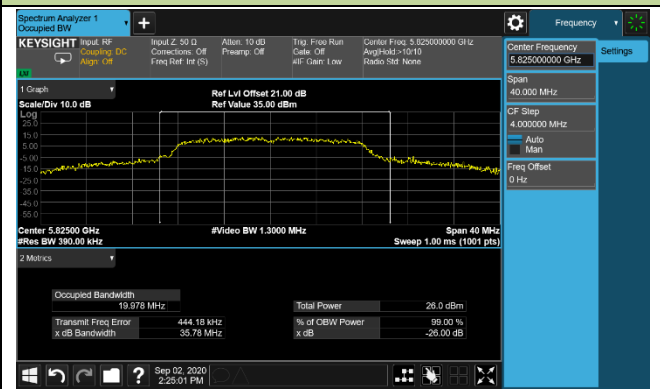 Spectrum Analyzer 1
Occupied BW
+
Frequency
KEYSIGHT
Input: RF
Coupling: DC
Align: Off
Input Z: 50 Ω
Corrections: Off
Freq Ref: Int (S)
Atten: 10 dB
Preamp: Off
Trig: Free Run
Gate: Off
#IF Gain: Low
Center Freq: 5.825000000 GHz
Avg|Hold:>10/10
Radio Std: None
LXI
Center Frequency
5.825000000 GHz
Settings
Span
40.000 MHz
CF Step
4.000000 MHz
Auto
Man
Freq Offset
0 Hz
1 Graph
Scale/Div 10.0 dB
Ref Lvl Offset 21.00 dB
Ref Value 35.00 dBm
Log
25.0
15.0
5.00
-5.00
-15.0
-25.0
-35.0
-45.0
-55.0
Center 5.82500 GHz
#Video BW 1.3000 MHz
Span 40 MHz
#Res BW 390.00 kHz
Sweep 1.00 ms (1001 pts)
2 Metrics
Occupied Bandwidth
19.978 MHz
Total Power 26.0 dBm
Transmit Freq Error 444.18 kHz
% of OBW Power 99.00 %
x dB Bandwidth 35.78 MHz
x dB -26.00 dB
?
Sep 02, 2020
2:25:01 PM